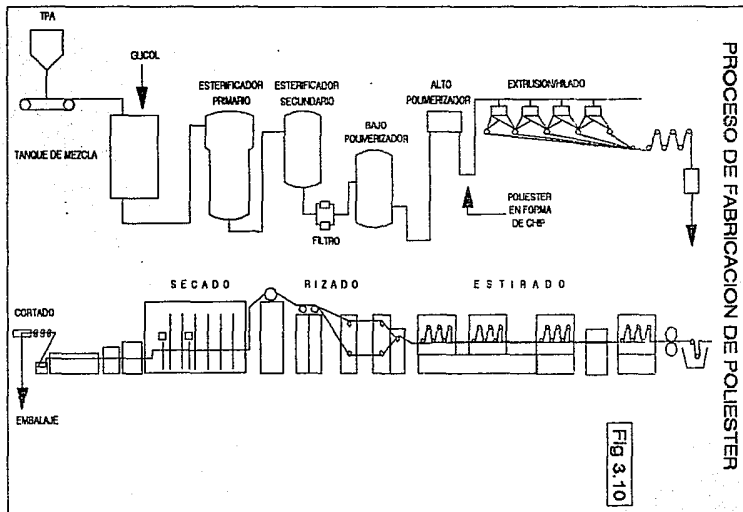 PROCESO DE FABRICACION DE POLIESTER
TPA
GLICOL
TANQUE DE MEZCLA
ESTERIFICADOR
PRIMARIO
ESTERIFICADOR
SECUNDARIO
FILTRO
BAJO
POLIMERIZADOR
ALTO
POLIMERIZADOR
POLIESTER
EN FORMA
DE CHIP
EXTRUSION/HILADO
CORTADO
EMBALAJE
SECADO
RIZADO
ESTIRADO
Fig 3.10